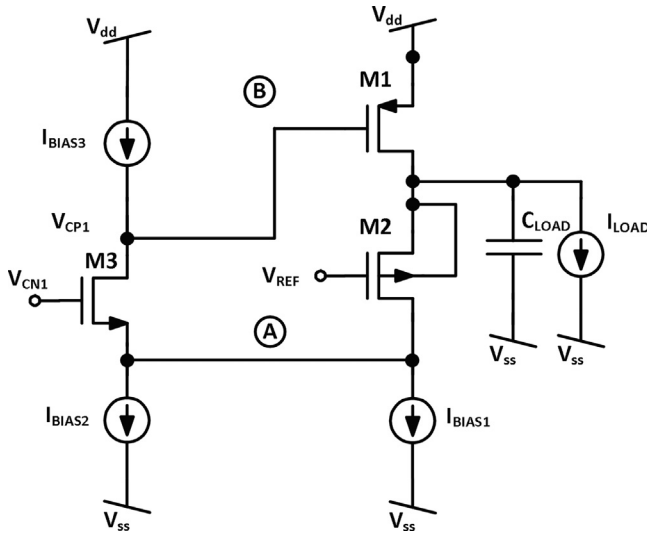 Vdd
Vdd
B
M1
IBIAS3
VCP1
M2
CLOAD
ILOAD
M3
VCN1
VREF
A
Vss
Vss
IBIAS2
IBIAS1
Vss
Vss